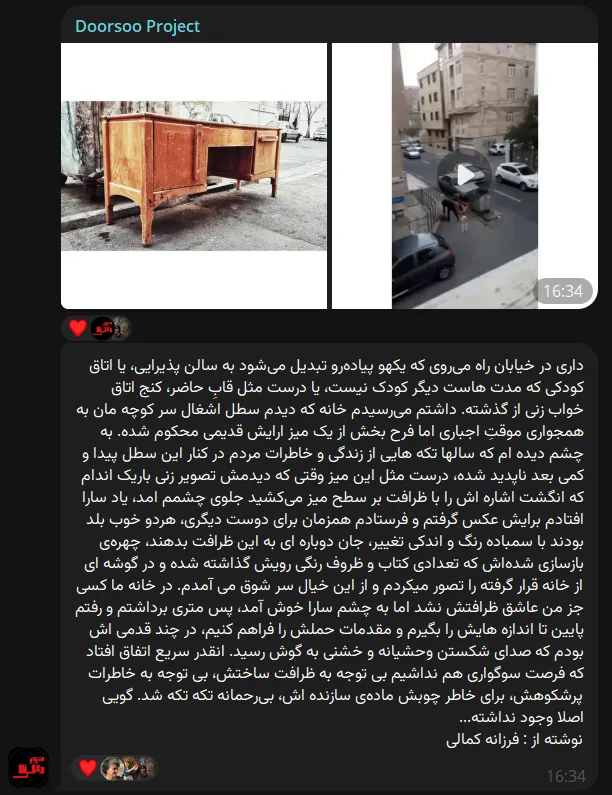 Doorsoo Project
16:34
داری در خیابان راه می‌روی که یکهو پیاده‌رو تبدیل می‌شود به سالن پذیرایی، یا اتاق
کودکی که مدت هاست دیگر کودک نیست، یا درست مثل قابِ حاضر، کنج اتاق
خواب زنی از گذشته. داشتم می‌رسیدم خانه که دیدم سطل اشغال سر کوچه مان به
همجواری موقتِ اجباری اما فرح بخش از یک میز ارایش قدیمی محکوم شده. به
چشم دیده ام که سالها تکه هایی از زندگی و خاطرات مردم در کنار این سطل پیدا و
کمی بعد ناپدید شده، درست مثل این میز وقتی که دیدمش تصویر زنی باریک اندام
که انگشت اشاره اش را با ظرافت بر سطح میز می‌کشید جلوی چشمم امد، یاد سارا
افتادم برایش عکس گرفتم و فرستادم همزمان برای دوست دیگری، هردو خوب بلد
بودند با سمباده رنگ و اندکی تغییر، جان دوباره ای به این ظرافت بدهند، چهره‌ی
بازسازی شده‌اش که تعدادی کتاب و ظروف رنگی رویش گذاشته شده و در گوشه ای
از خانه قرار گرفته را تصور میکردم و از این خیال سر شوق می آمدم. در خانه ما کسی
جز من عاشق ظرافتش نشد اما به چشم سارا خوش آمد، پس متری برداشتم و رفتم
پایین تا اندازه هایش را بگیرم و مقدمات حملش را فراهم کنیم، در چند قدمی اش
بودم که صدای شکستن وحشیانه و خشنی به گوش رسید. انقدر سریع اتفاق افتاد
که فرصت سوگواری هم نداشیم بی توجه به ظرافت ساختش، بی توجه به خاطرات
پرشکوهش، برای خاطر چوبش ماده‌ی سازنده اش، بی‌رحمانه تکه تکه شد. گویی
اصلا وجود نداشته...
نوشته از : فرزانه کمالی
16:34